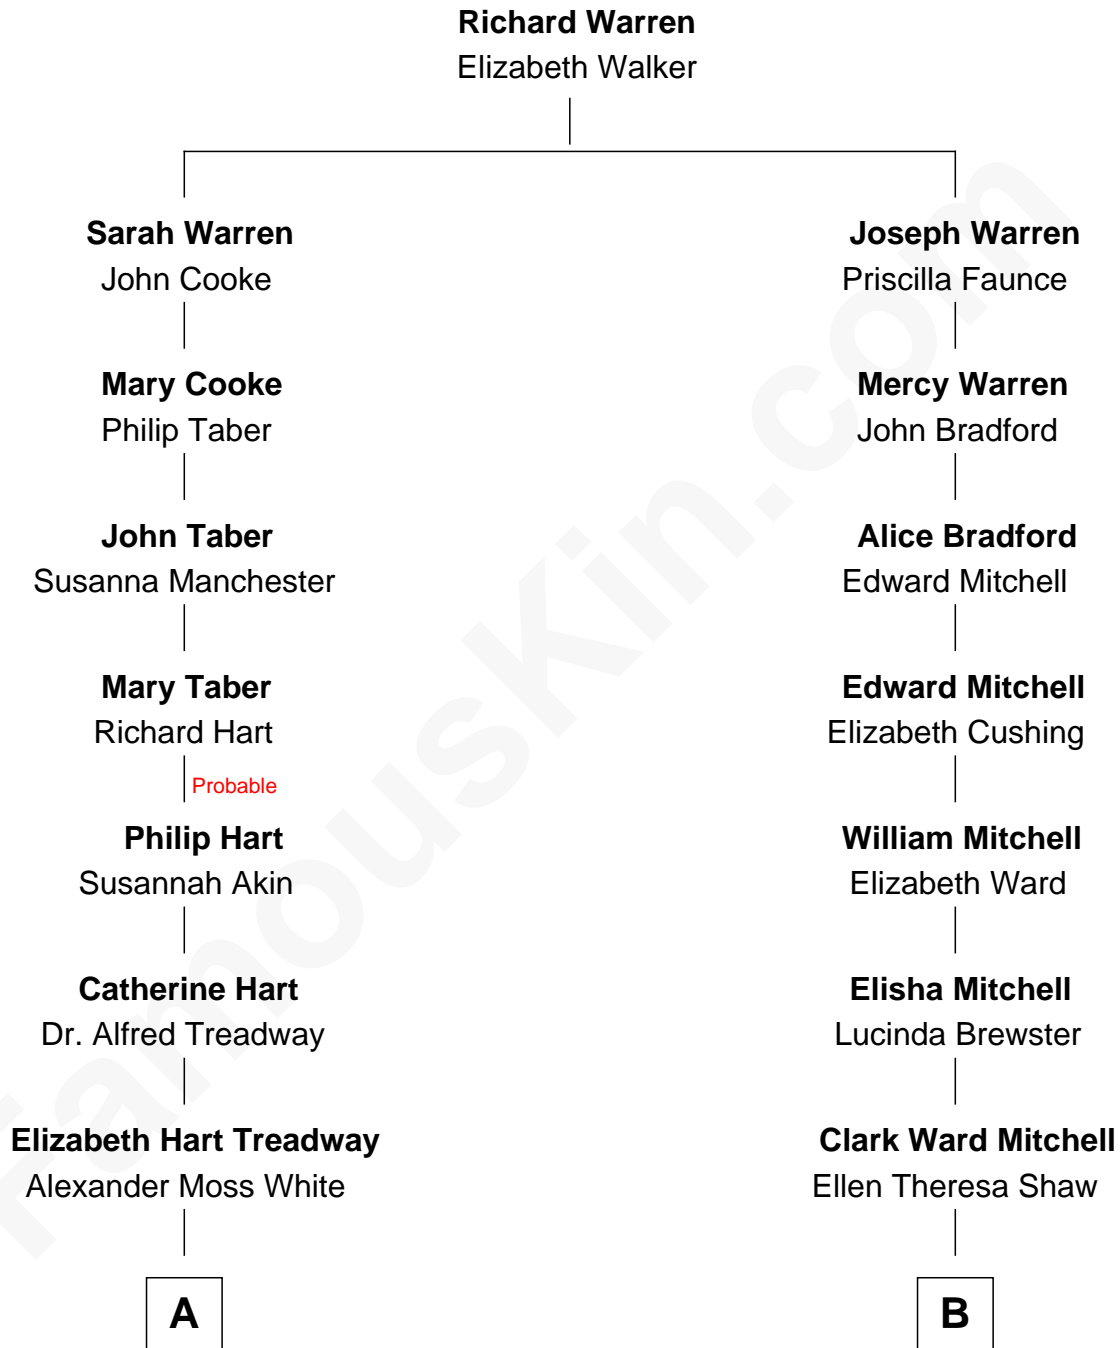 Richard Warren
Elizabeth Walker
Sarah Warren
John Cooke
Joseph Warren
Priscilla Faunce
Mary Cooke
Philip Taber
Mercy Warren
John Bradford
John Taber
Susanna Manchester
Alice Bradford
Edward Mitchell
Mary Taber
Richard Hart
Edward Mitchell
Elizabeth Cushing
Probable
Philip Hart
Susannah Akin
William Mitchell
Elizabeth Ward
Catherine Hart
Dr. Alfred Treadway
Elisha Mitchell
Lucinda Brewster
Elizabeth Hart Treadway
Alexander Moss White
Clark Ward Mitchell
Ellen Theresa Shaw
A
B
FamousKin.com